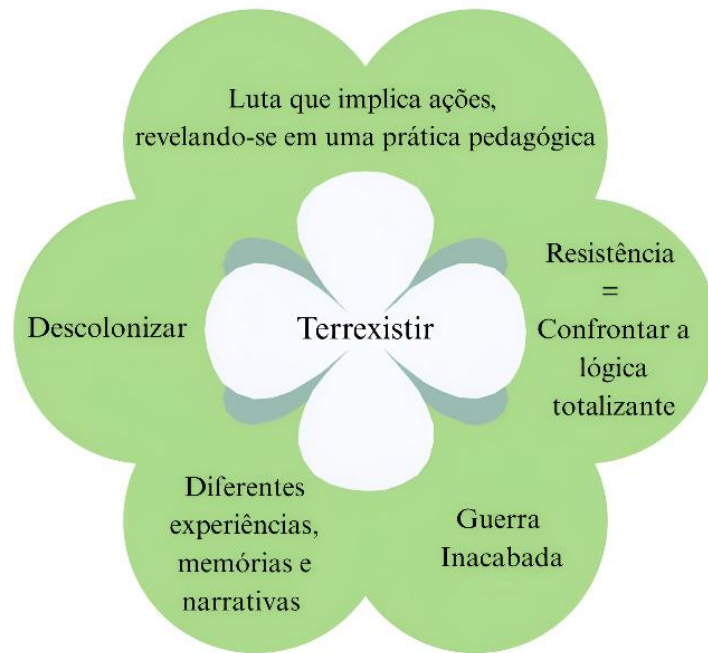 Luta que implica ações,
revelando-se em uma prática pedagógica
Resistência
=
Confrontar a
lógica
totalizante
Descolonizar
Terrexistir
Diferentes
experiências,
memórias e
narrativas
Guerra
Inacabada